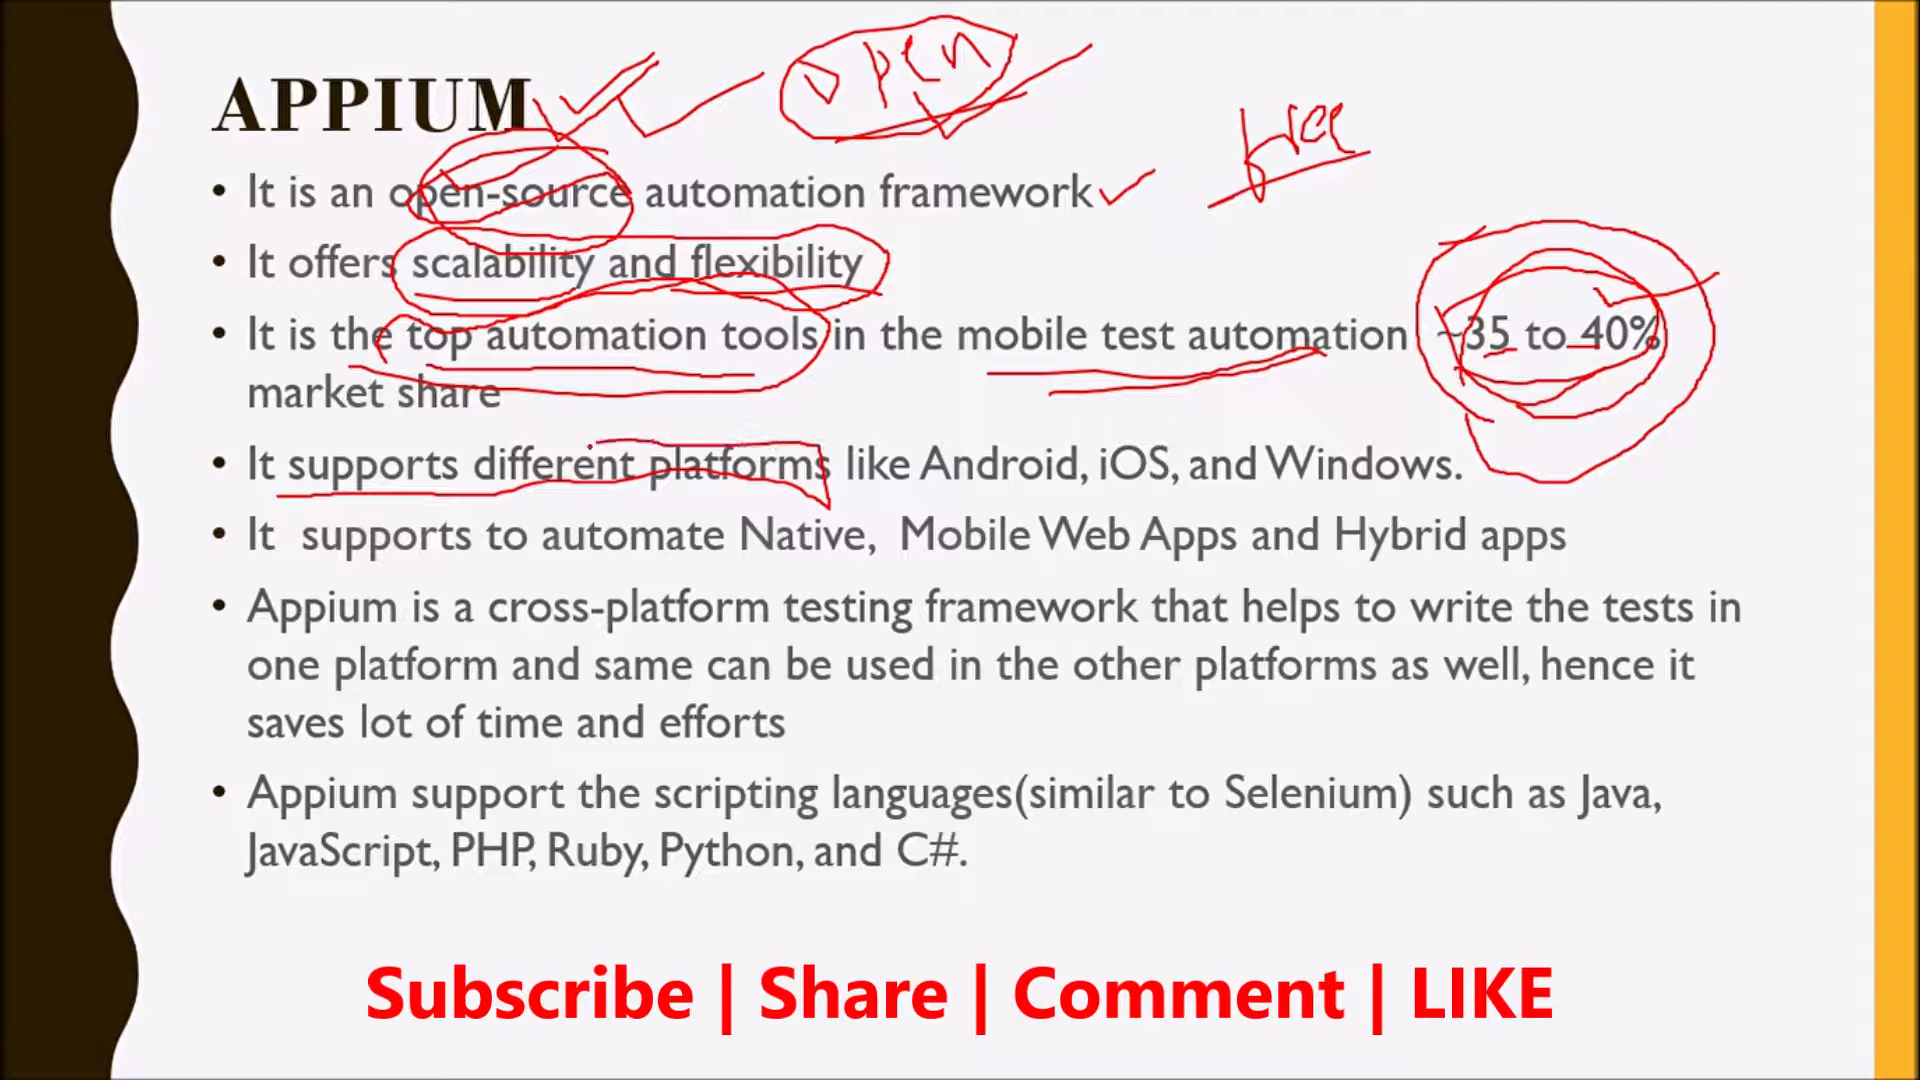 APPIUM
open
free
• It is an open-source automation framework
• It offers scalability and flexibility
• It is the top automation tools in the mobile test automation ~35 to 40%
market share
• It supports different platforms like Android, iOS, and Windows.
• It  supports to automate Native,  Mobile Web Apps and Hybrid apps
• Appium is a cross-platform testing framework that helps to write the tests in
one platform and same can be used in the other platforms as well, hence it
saves lot of time and efforts
• Appium support the scripting languages(similar to Selenium) such as Java,
JavaScript, PHP, Ruby, Python, and C#.
Subscribe | Share | Comment | LIKE